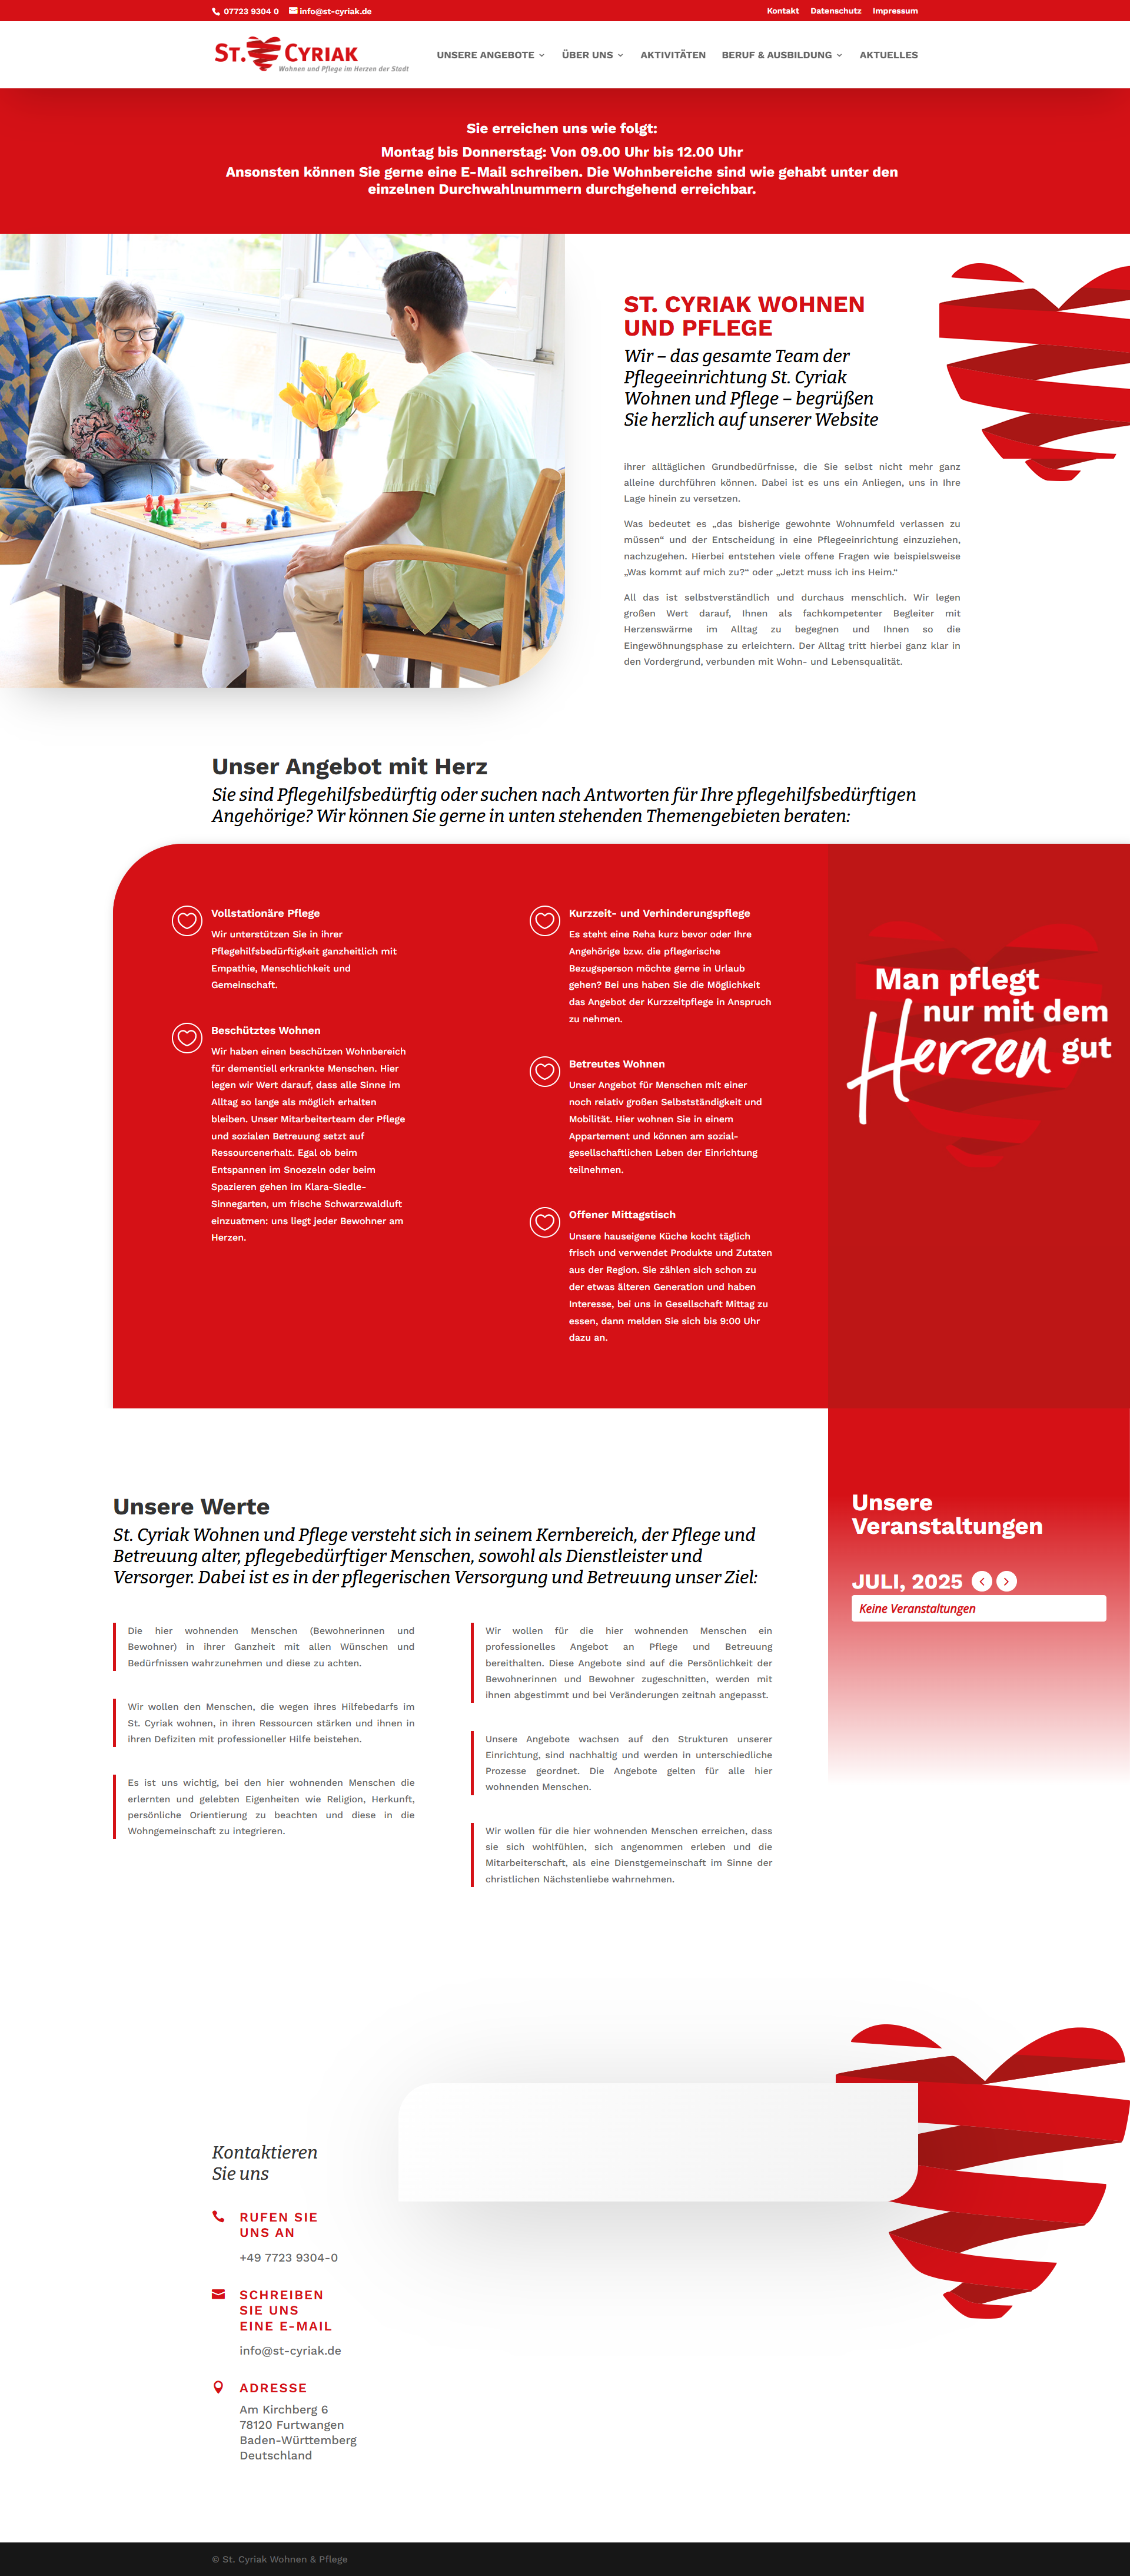 07723 9304 0 info@st-cyriak.de
Kontakt Datenschutz Impressum
ST. CYRIAK
Wohnen und Pflege im Herzen der Stadt
UNSERE ANGEBOTE ÜBER UNS AKTIVITÄTEN BERUF & AUSBILDUNG AKTUELLES
Sie erreichen uns wie folgt:
Montag bis Donnerstag: Von 09.00 Uhr bis 12.00 Uhr
Ansonsten können Sie gerne eine E-Mail schreiben. Die Wohnbereiche sind wie gehabt unter den
einzelnen Durchwahlnummern durchgehend erreichbar.
ST. CYRIAK WOHNEN
UND PFLEGE
Wir – das gesamte Team der
Pflegeeinrichtung St. Cyriak
Wohnen und Pflege – begrüßen
Sie herzlich auf unserer Website
ihrer alltäglichen Grundbedürfnisse, die Sie selbst nicht mehr ganz
alleine durchführen können. Dabei ist es uns ein Anliegen, uns in Ihre
Lage hinein zu versetzen.
Was bedeutet es „das bisherige gewohnte Wohnumfeld verlassen zu
müssen“ und der Entscheidung in eine Pflegeeinrichtung einzuziehen,
nachzugehen. Hierbei entstehen viele offene Fragen wie beispielsweise
„Was kommt auf mich zu?“ oder „Jetzt muss ich ins Heim.“
All das ist selbstverständlich und durchaus menschlich. Wir legen
großen Wert darauf, Ihnen als fachkompetenter Begleiter mit
Herzenswärme im Alltag zu begegnen und Ihnen so die
Eingewöhnungsphase zu erleichtern. Der Alltag tritt hierbei ganz klar in
den Vordergrund, verbunden mit Wohn- und Lebensqualität.
Unser Angebot mit Herz
Sie sind Pflegehilfsbedürftig oder suchen nach Antworten für Ihre pflegehilfsbedürftigen
Angehörige? Wir können Sie gerne in unten stehenden Themengebieten beraten:
Vollstationäre Pflege
Wir unterstützen Sie in ihrer
Pflegehilfsbedürftigkeit ganzheitlich mit
Empathie, Menschlichkeit und
Gemeinschaft.
Beschütztes Wohnen
Wir haben einen beschützen Wohnbereich
für dementiell erkrankte Menschen. Hier
legen wir Wert darauf, dass alle Sinne im
Alltag so lange als möglich erhalten
bleiben. Unser Mitarbeiterteam der Pflege
und sozialen Betreuung setzt auf
Ressourcenerhalt. Egal ob beim
Entspannen im Snoezeln oder beim
Spazieren gehen im Klara-Siedle-
Sinnegarten, um frische Schwarzwaldluft
einzuatmen: uns liegt jeder Bewohner am
Herzen.
Kurzzeit- und Verhinderungspflege
Es steht eine Reha kurz bevor oder Ihre
Angehörige bzw. die pflegerische
Bezugsperson möchte gerne in Urlaub
gehen? Bei uns haben Sie die Möglichkeit
das Angebot der Kurzzeitpflege in Anspruch
zu nehmen.
Betreutes Wohnen
Unser Angebot für Menschen mit einer
noch relativ großen Selbstständigkeit und
Mobilität. Hier wohnen Sie in einem
Appartement und können am sozial-
gesellschaftlichen Leben der Einrichtung
teilnehmen.
Offener Mittagstisch
Unsere hauseigene Küche kocht täglich
frisch und verwendet Produkte und Zutaten
aus der Region. Sie zählen sich schon zu
der etwas älteren Generation und haben
Interesse, bei uns in Gesellschaft Mittag zu
essen, dann melden Sie sich bis 9:00 Uhr
dazu an.
Man pflegt
nur mit dem
Herzen gut
Unsere Werte
St. Cyriak Wohnen und Pflege versteht sich in seinem Kernbereich, der Pflege und
Betreuung alter, pflegebedürftiger Menschen, sowohl als Dienstleister und
Versorger. Dabei ist es in der pflegerischen Versorgung und Betreuung unser Ziel:
Die hier wohnenden Menschen (Bewohnerinnen und
Bewohner) in ihrer Ganzheit mit allen Wünschen und
Bedürfnissen wahrzunehmen und diese zu achten.
Wir wollen den Menschen, die wegen ihres Hilfebedarfs im
St. Cyriak wohnen, in ihren Ressourcen stärken und ihnen in
ihren Defiziten mit professioneller Hilfe beistehen.
Es ist uns wichtig, bei den hier wohnenden Menschen die
erlernten und gelebten Eigenheiten wie Religion, Herkunft,
persönliche Orientierung zu beachten und diese in die
Wohngemeinschaft zu integrieren.
Wir wollen für die hier wohnenden Menschen ein
professionelles Angebot an Pflege und Betreuung
bereithalten. Diese Angebote sind auf die Persönlichkeit der
Bewohnerinnen und Bewohner zugeschnitten, werden mit
ihnen abgestimmt und bei Veränderungen zeitnah angepasst.
Unsere Angebote wachsen auf den Strukturen unserer
Einrichtung, sind nachhaltig und werden in unterschiedliche
Prozesse geordnet. Die Angebote gelten für alle hier
wohnenden Menschen.
Wir wollen für die hier wohnenden Menschen erreichen, dass
sie sich wohlfühlen, sich angenommen erleben und die
Mitarbeiterschaft, als eine Dienstgemeinschaft im Sinne der
christlichen Nächstenliebe wahrnehmen.
Unsere
Veranstaltungen
JULI, 2025
Keine Veranstaltungen
Kontaktieren
Sie uns
RUFEN SIE
UNS AN
+49 7723 9304-0
SCHREIBEN
SIE UNS
EINE E-MAIL
info@st-cyriak.de
ADRESSE
Am Kirchberg 6
78120 Furtwangen
Baden-Württemberg
Deutschland
© St. Cyriak Wohnen & Pflege